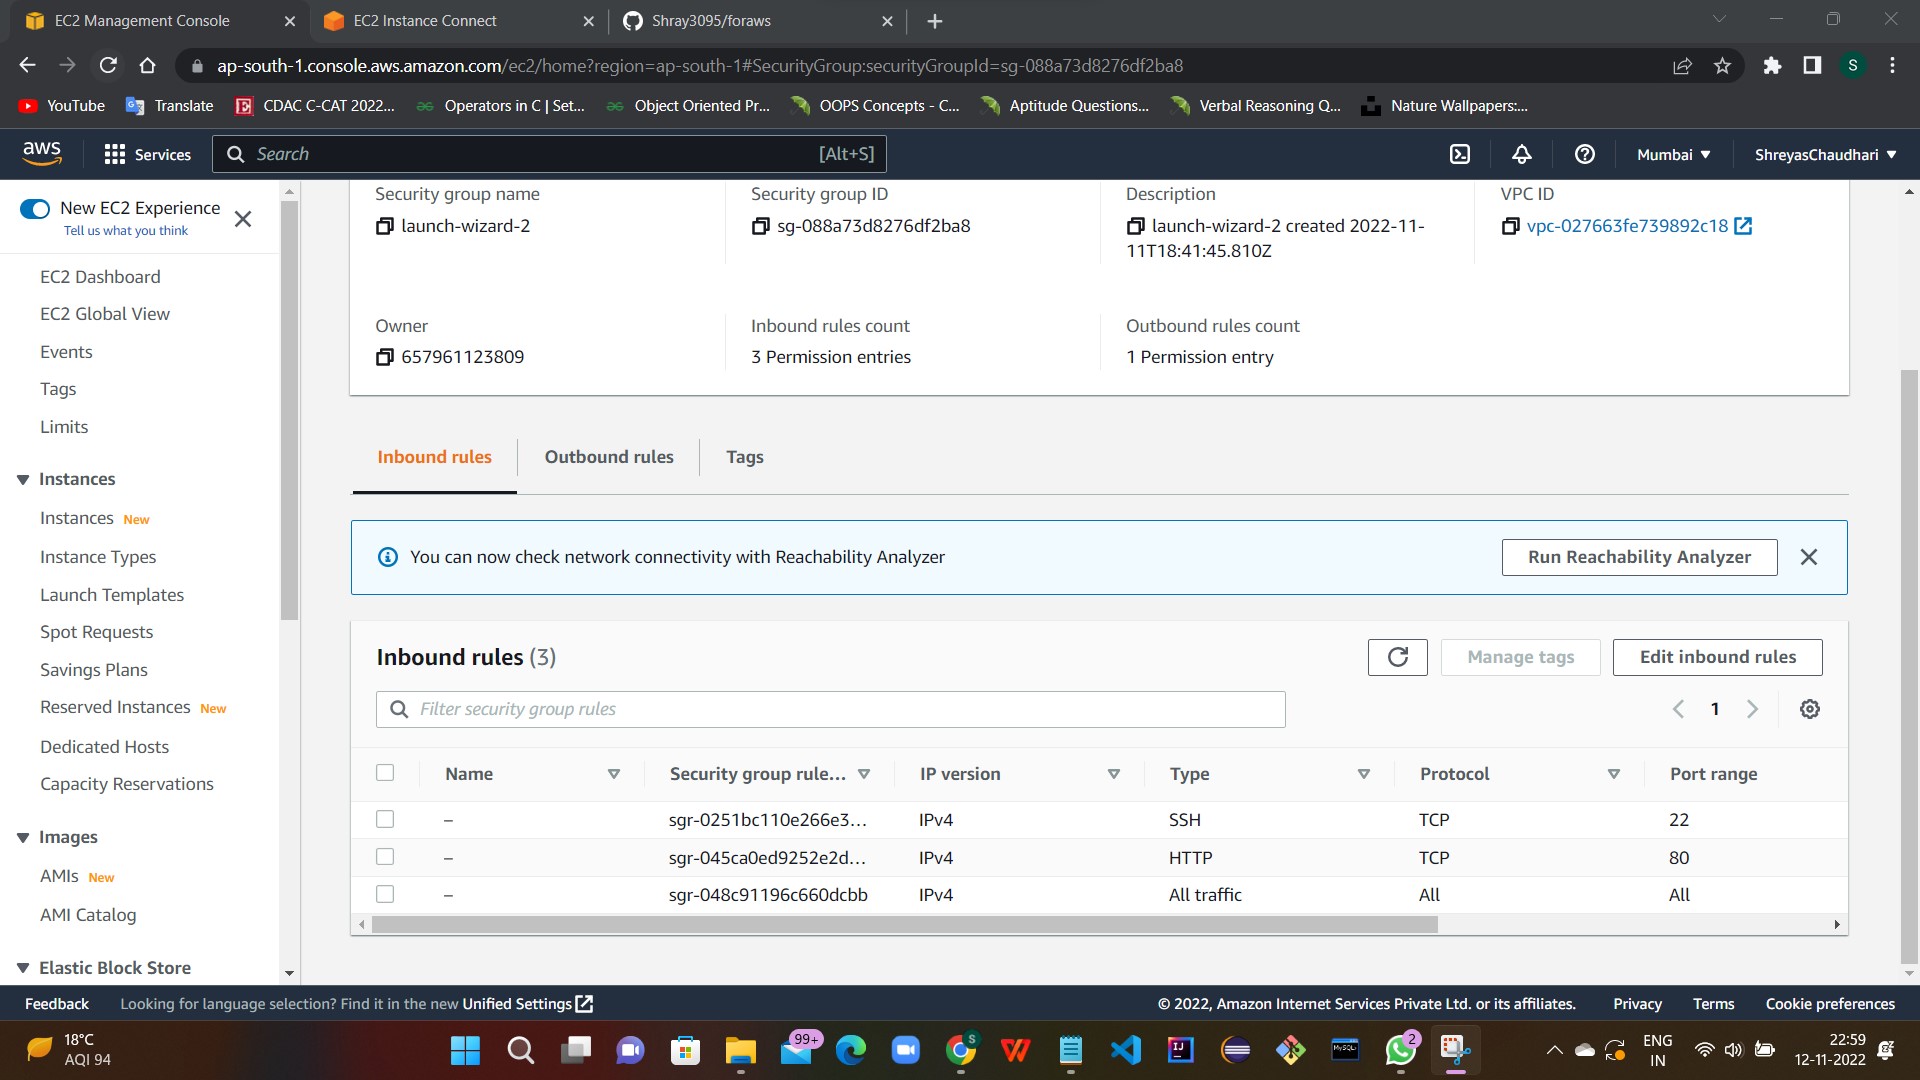 EC2 Management Console
EC2 Instance Connect
Shray3095/foraws
ap-south-1.console.aws.amazon.com/ec2/home?region=ap-south-1#SecurityGroup:securityGroupId=sg-088a73d8276df2ba8
S
YouTube
Translate
CDAC C-CAT 2022...
Operators in C | Set...
Object Oriented Pr...
OOPS Concepts - C...
Aptitude Questions...
Verbal Reasoning Q...
Nature Wallpapers:...
aws
Services
Search
[Alt+S]
Mumbai
ShreyasChaudhari
New EC2 Experience
Tell us what you think
EC2 Dashboard
EC2 Global View
Events
Tags
Limits
Instances
Instances New
Instance Types
Launch Templates
Spot Requests
Savings Plans
Reserved Instances New
Dedicated Hosts
Capacity Reservations
Images
AMIs New
AMI Catalog
Elastic Block Store
Security group name
launch-wizard-2
Security group ID
sg-088a73d8276df2ba8
Description
launch-wizard-2 created 2022-11-
11T18:41:45.810Z
VPC ID
vpc-027663fe739892c18
Owner
657961123809
Inbound rules count
3 Permission entries
Outbound rules count
1 Permission entry
Inbound rules
Outbound rules
Tags
You can now check network connectivity with Reachability Analyzer
Run Reachability Analyzer
Inbound rules (3)
Manage tags
Edit inbound rules
Filter security group rules
1
Name Security group rule... IP version Type Protocol Port range
– sgr-0251bc110e266e3... IPv4 SSH TCP 22
– sgr-045ca0ed9252e2d... IPv4 HTTP TCP 80
– sgr-048c91196c660dcbb IPv4 All traffic All All
Feedback
Looking for language selection? Find it in the new Unified Settings
© 2022, Amazon Internet Services Private Ltd. or its affiliates.
Privacy
Terms
Cookie preferences
18°C
AQI 94
99+
S
2
ENG
IN
22:59
12-11-2022